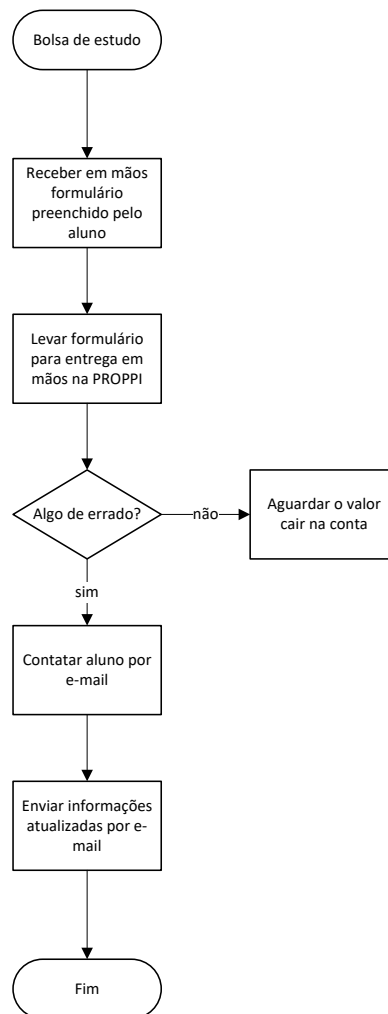 Bolsa de estudo
Receber em mãos
formulário
preenchido pelo
aluno
Levar formulário
para entrega em
mãos na PROPPI
Algo de errado?
não
Aguardar o valor
cair na conta
sim
Contatar aluno por
e-mail
Enviar informações
atualizadas por e-
mail
Fim